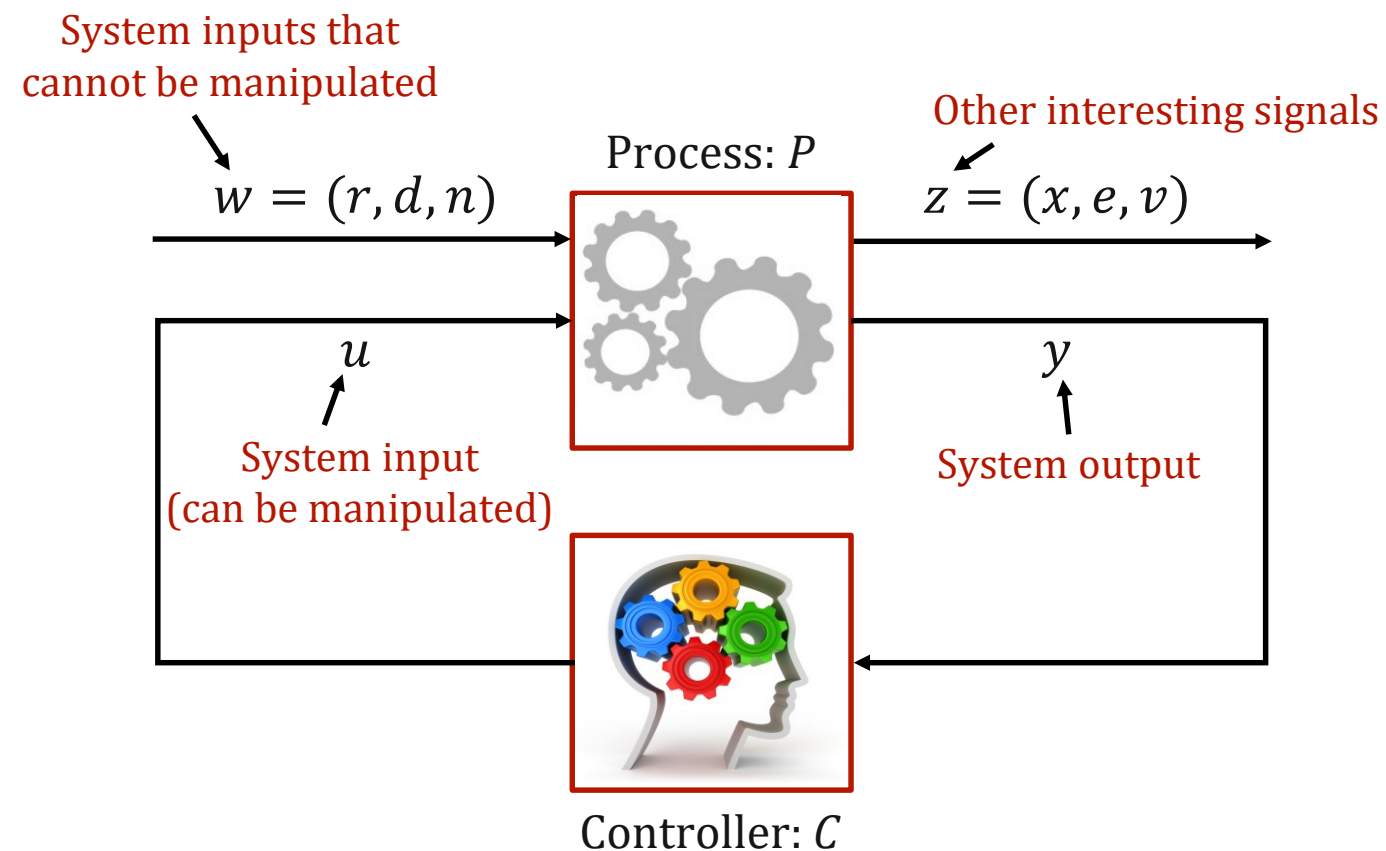 System inputs that
cannot be manipulated
Other interesting signals
Process: P
w = (r, d, n)
z = (x, e, v)
u
y
System input
(can be manipulated)
System output
Controller: C